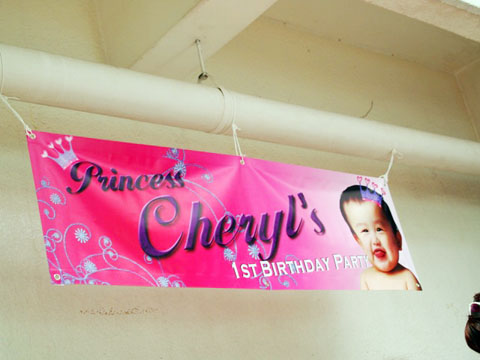 Princess
Cheryl's
1st Birthday Party